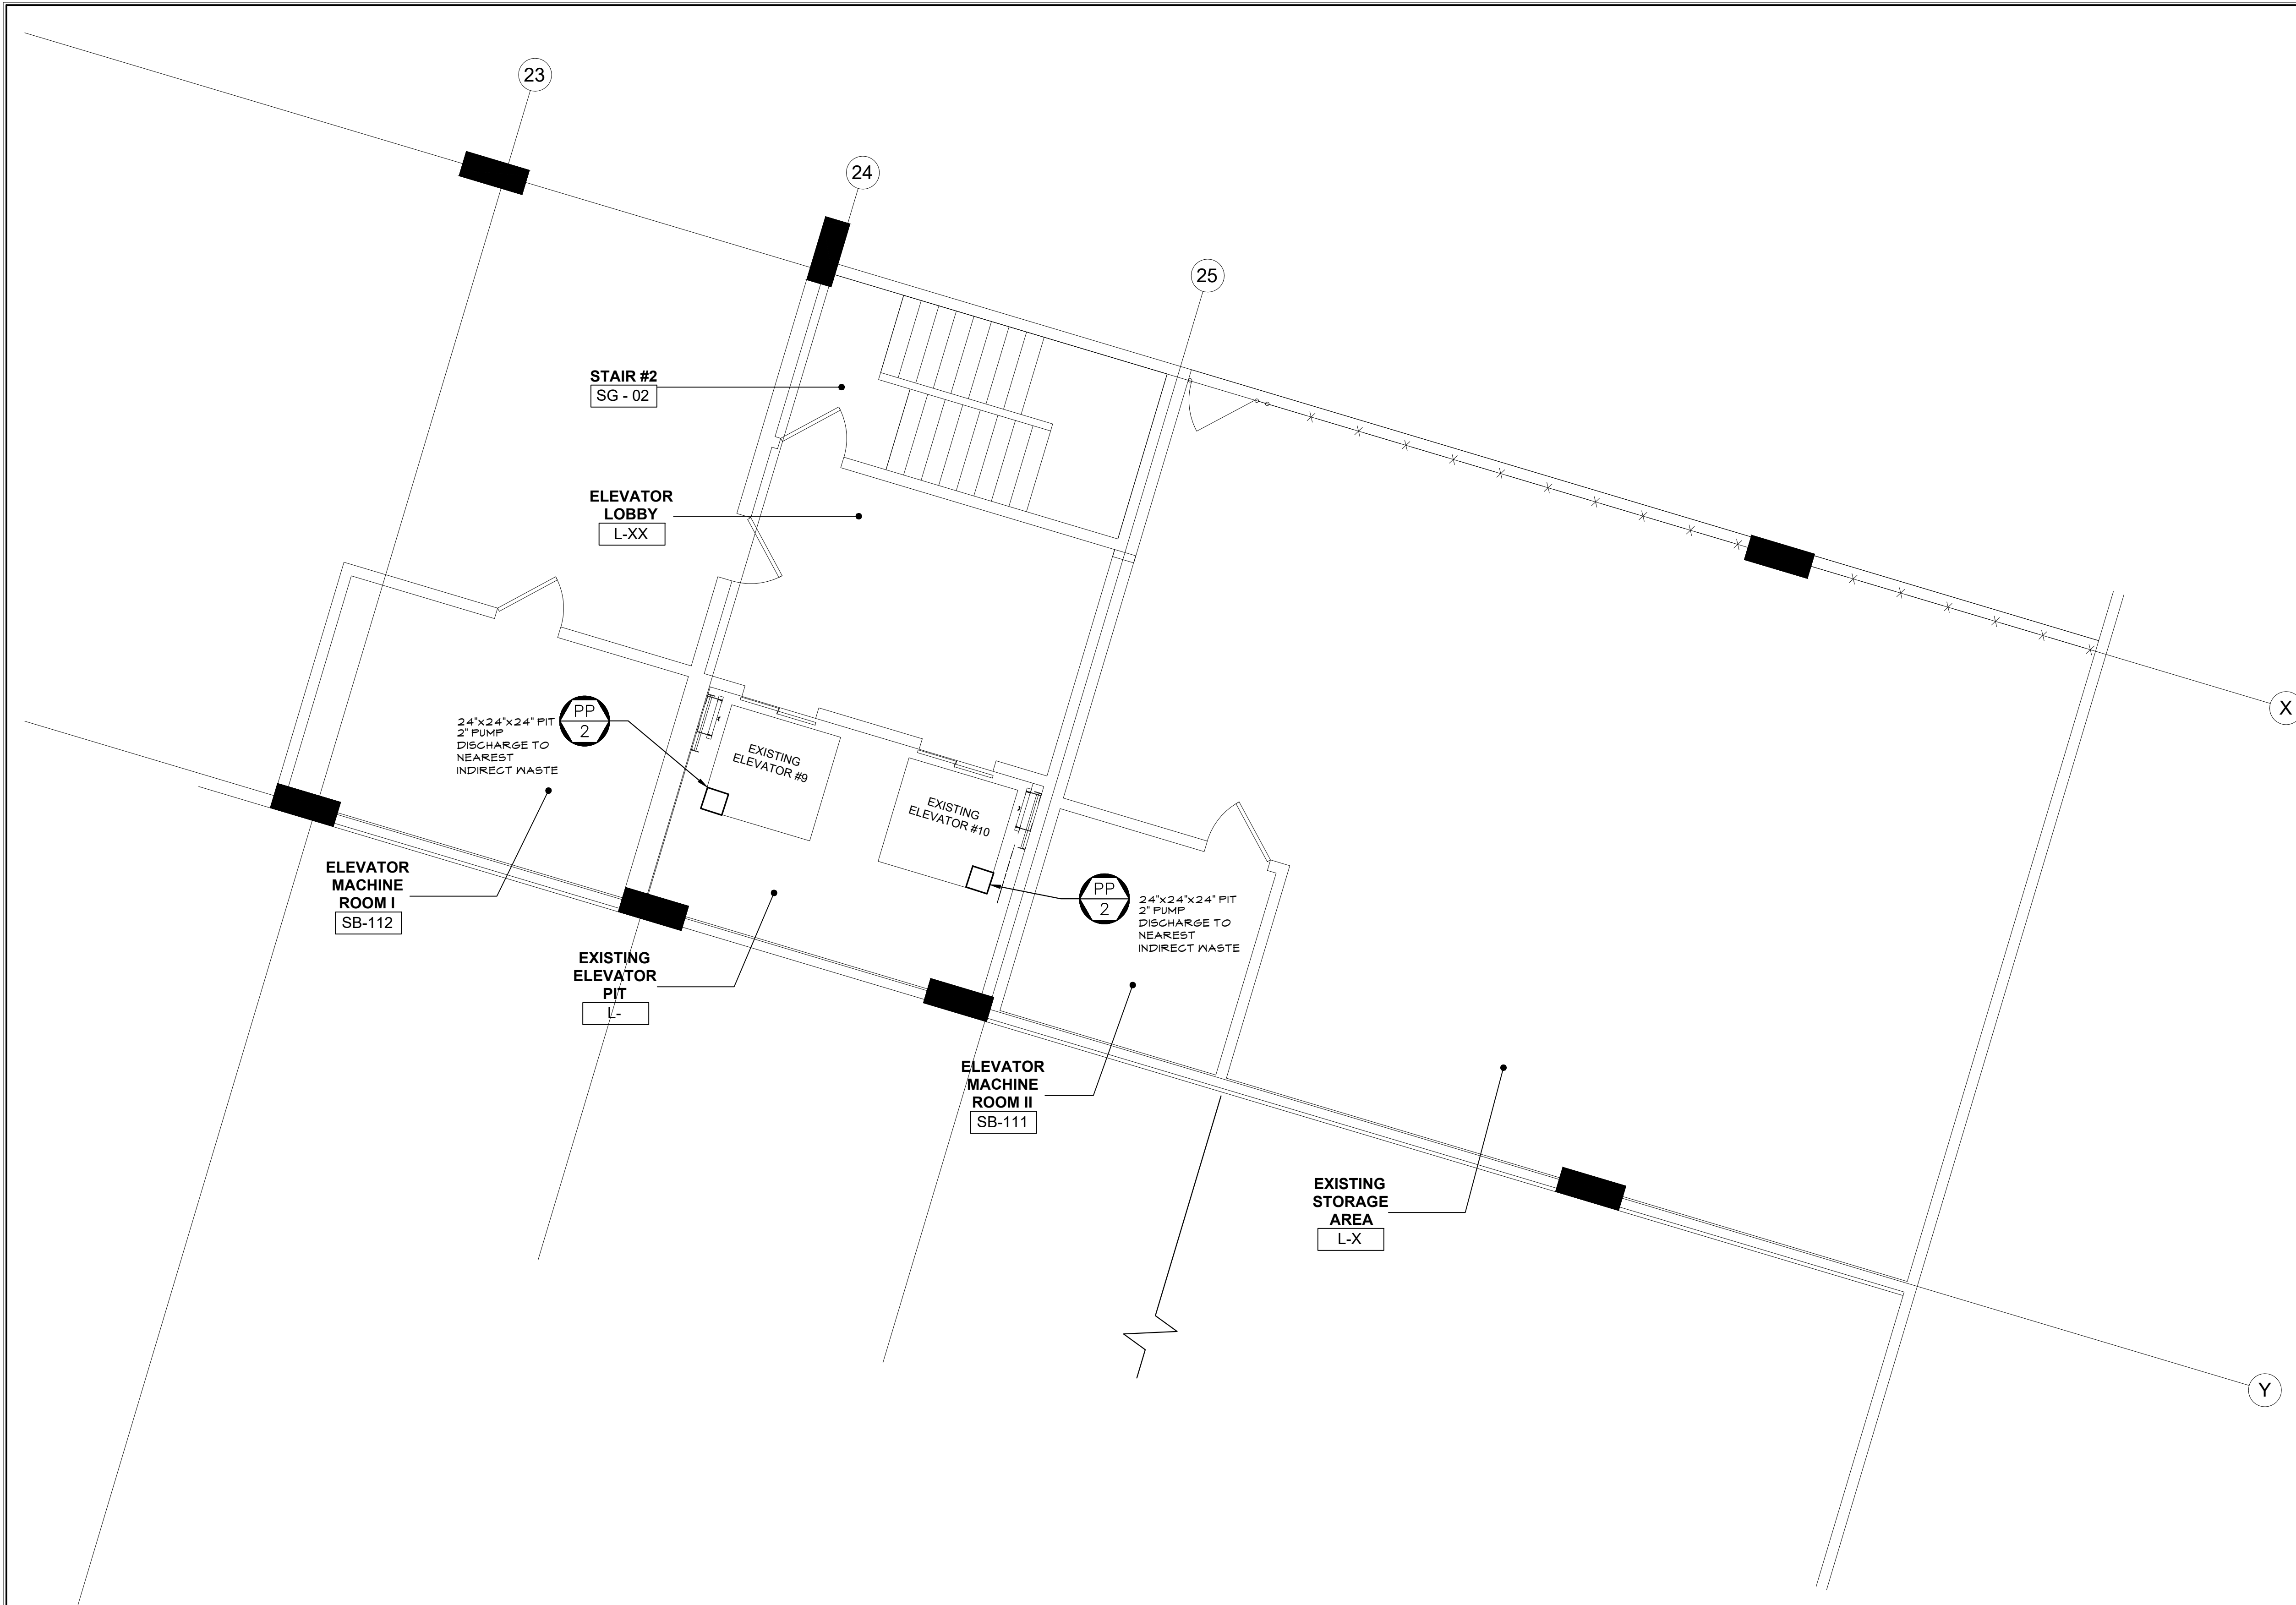 23
24
25
STAIR #2
SG - 02
ELEVATOR
LOBBY
L-XX
X
PP
2
24"x24"x24" PIT
2" PUMP
DISCHARGE TO
NEAREST
INDIRECT WASTE
EXISTING
ELEVATOR #9
EXISTING
ELEVATOR #10
ELEVATOR
MACHINE
ROOM I
SB-112
PP
2
24"x24"x24" PIT
2" PUMP
DISCHARGE TO
NEAREST
INDIRECT WASTE
EXISTING
ELEVATOR
PIT
L-
ELEVATOR
MACHINE
ROOM II
SB-111
EXISTING
STORAGE
AREA
L-X
Y